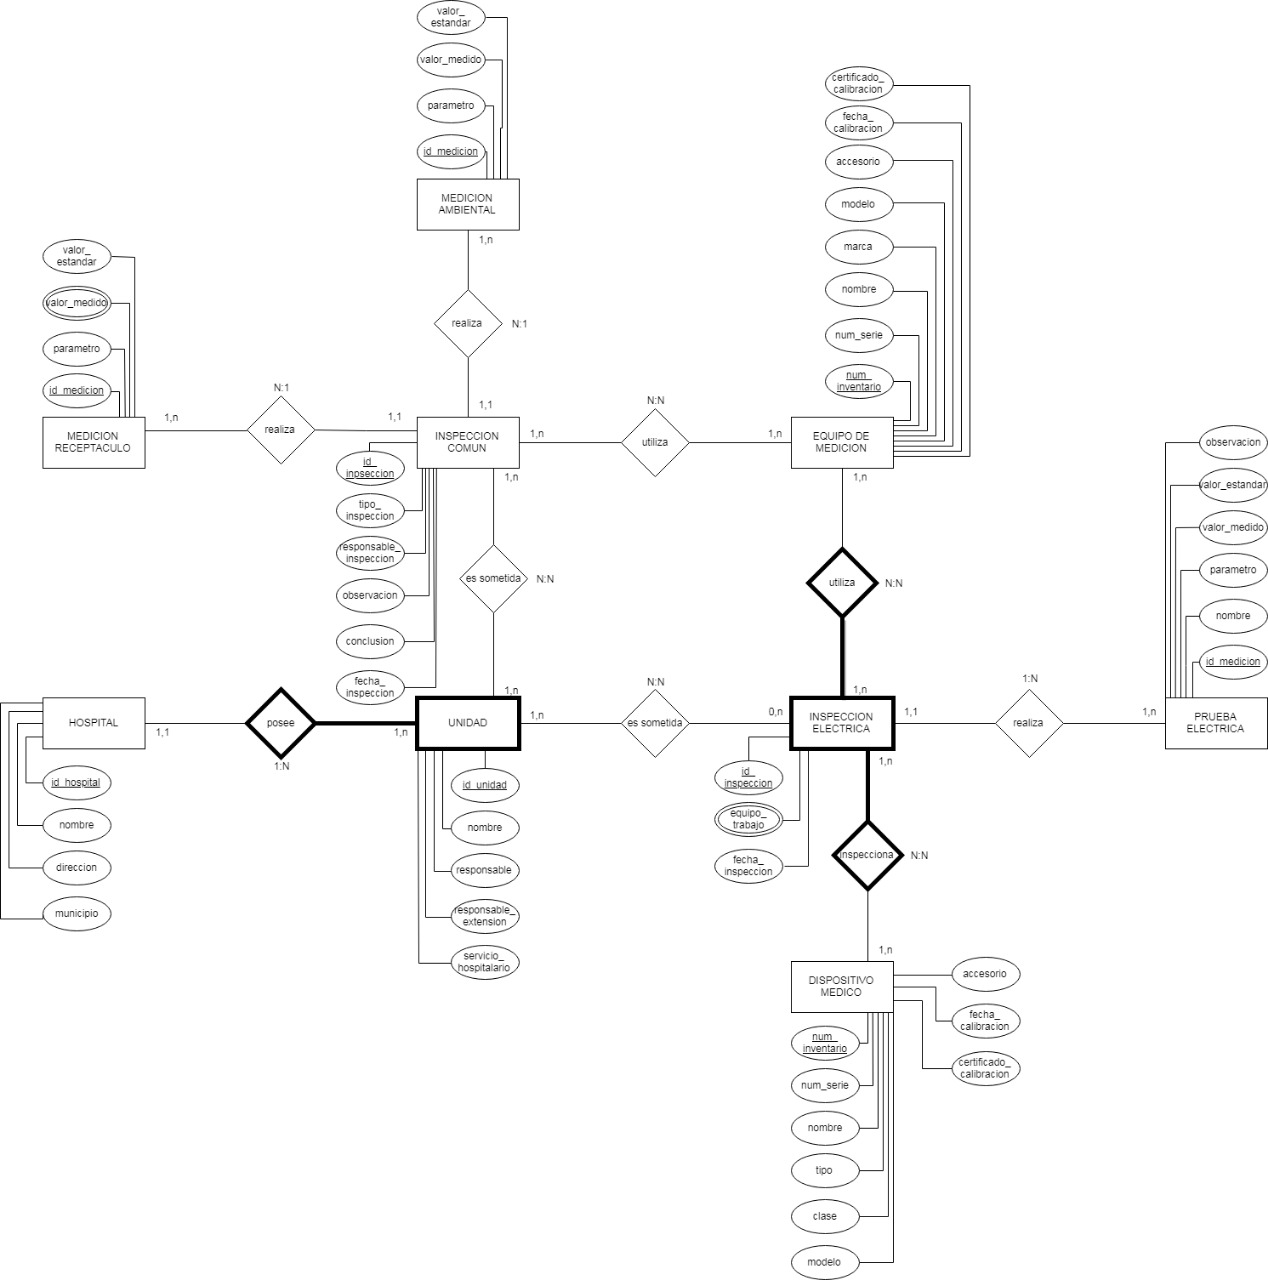 valor_
estandar
valor_medido
parametro
id_medicion
MEDICION
AMBIENTAL
1,n
realiza
N:1
1,1
valor_
estandar
valor_medido
parametro
id_medicion
MEDICION
RECEPTACULO
1,n
N:1
realiza
1,1
INSPECCION
COMUN
1,n
1,n
id_
inpseccion
tipo_
inspeccion
responsable_
inspeccion
observacion
conclusion
fecha_
inspeccion
N:N
utiliza
1,n
certificado_
calibracion
fecha_
calibracion
accesorio
modelo
marca
nombre
num_serie
num_
inventario
EQUIPO DE
MEDICION
1,n
utiliza
N:N
1,n
es sometida
N:N
1,n
observacion
valor_estandar
valor_medido
parametro
nombre
id_medicion
PRUEBA
ELECTRICA
HOSPITAL
1,1
posee
1:N
1,n
id_hospital
nombre
direccion
municipio
UNIDAD
1,n
id_unidad
nombre
responsable
responsable_
extension
servicio_
hospitalario
N:N
es sometida
0,n
INSPECCION
ELECTRICA
1,1
1:N
realiza
1,n
1,n
id_
inspeccion
equipo_
trabajo
fecha_
inspeccion
inspecciona
N:N
1,n
DISPOSITIVO
MEDICO
accesorio
fecha_
calibracion
certificado_
calibracion
num_
inventario
num_serie
nombre
tipo
clase
modelo